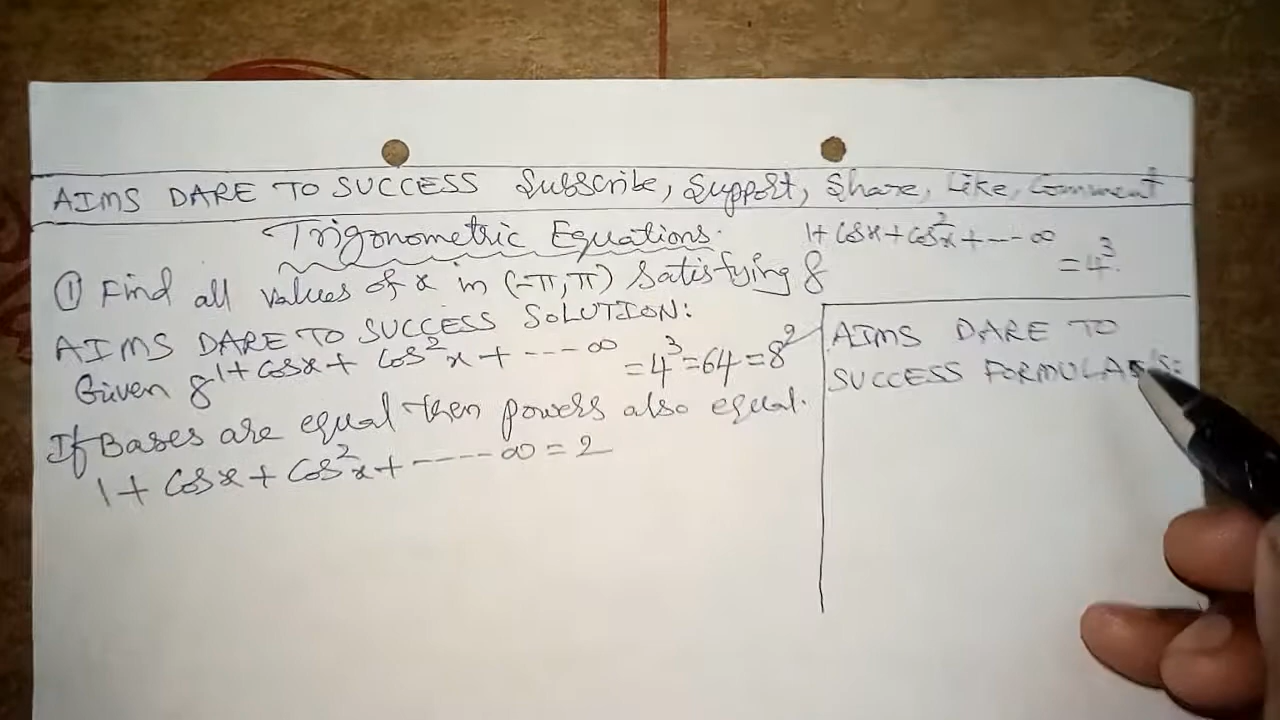 AIMS DARE TO SUCCESS Subscribe, Support, Share, Like, Comment
Trigonometric Equations.
① Find all values of x in (-π, π) satisfying 8^(1+cosx+cos²x+-----∞) = 4³.
AIMS DARE TO SUCCESS SOLUTION:
Given 8^(1+cosx+cos²x+-----∞) = 4³ = 64 = 8²
If Bases are equal then powers also equal.
1 + cosx + cos²x + ------∞ = 2
AIMS DARE TO
SUCCESS FORMULA'S: